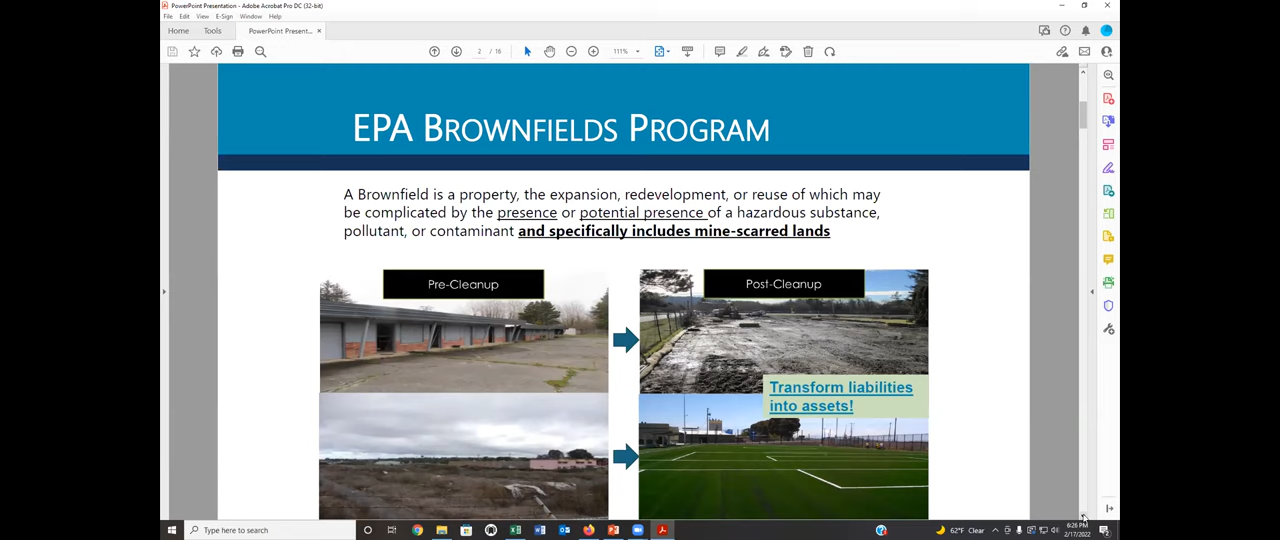 PowerPoint Presentation - Adobe Acrobat Pro DC (32-bit)
File Edit View E-Sign Window Help
Home Tools PowerPoint Present... ×
2 / 16 111%
EPA BROWNFIELDS PROGRAM
A Brownfield is a property, the expansion, redevelopment, or reuse of which may
be complicated by the presence or potential presence of a hazardous substance,
pollutant, or contaminant and specifically includes mine-scarred lands
Pre-Cleanup
Post-Cleanup
Transform liabilities
into assets!
Type here to search
62°F Clear
6:26 PM
2/17/2022